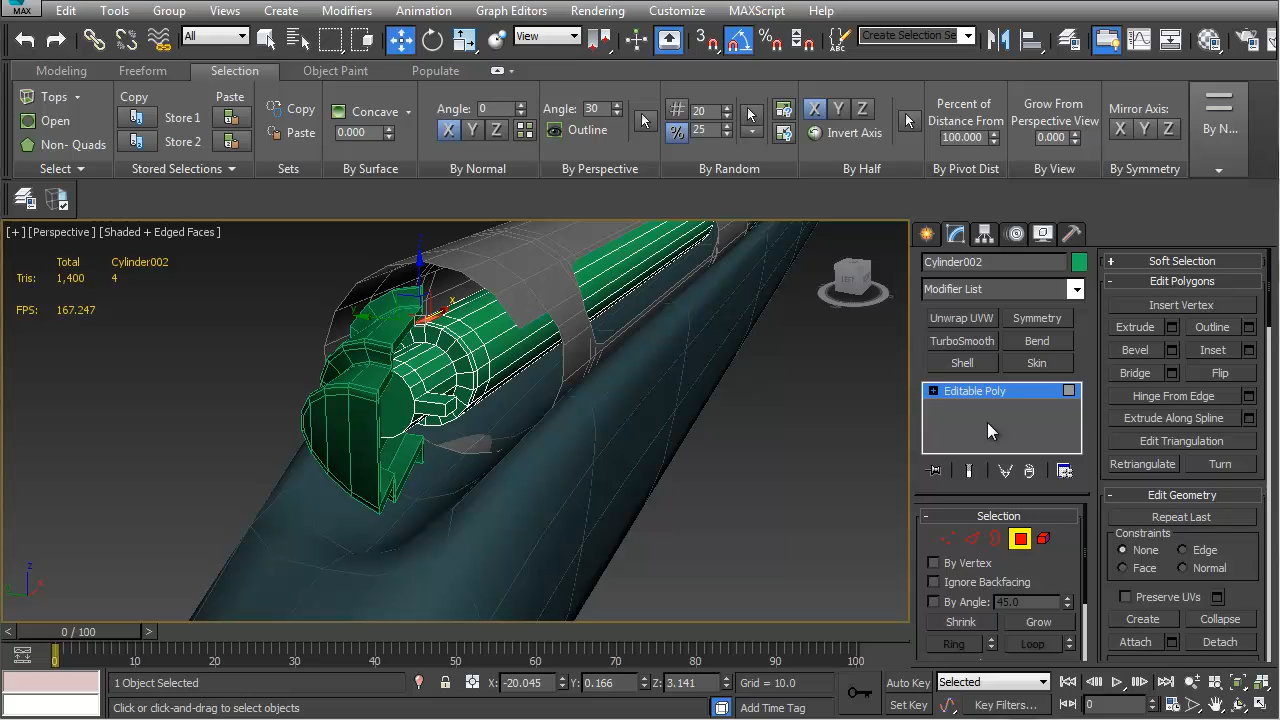 MAX Edit Tools Group Views Create Modifiers Animation Graph Editors Rendering Customize MAXScript Help
All View 3 Create Selection Se
Modeling Freeform Selection Object Paint Populate
Tops Copy Paste Copy Concave Angle: 0 Angle: 30 20 X Y Z Percent of Grow From Mirror Axis:
Open Store 1 Paste 0.000 X Y Z Outline % 25 Invert Axis Distance From Perspective View X Y Z
Non- Quads Store 2 100.000 0.000 By N...
Select Stored Selections Sets By Surface By Normal By Perspective By Random By Half By Pivot Dist By View By Symmetry
[+] [Perspective] [Shaded + Edged Faces]
Total Cylinder002
Tris: 1,400 4
FPS: 167.247
x
z
x
Cylinder002
Modifier List
Unwrap UVW Symmetry
TurboSmooth Bend
Shell Skin
Editable Poly
- Selection
By Vertex
Ignore Backfacing
By Angle: 45.0
Shrink Grow
Ring Loop
+ Soft Selection
- Edit Polygons
Insert Vertex
Extrude Outline
Bevel Inset
Bridge Flip
Hinge From Edge
Extrude Along Spline
Edit Triangulation
Retriangulate Turn
- Edit Geometry
Repeat Last
Constraints
None Edge
Face Normal
Preserve UVs
Create Collapse
Attach Detach
< 0 / 100 >
0 10 20 30 40 50 60 70 80 90 100
1 Object Selected X: -20.045 Y: 0.166 Z: 3.141 Grid = 10.0 Auto Key Selected
Click or click-and-drag to select objects Add Time Tag Set Key Key Filters... 0